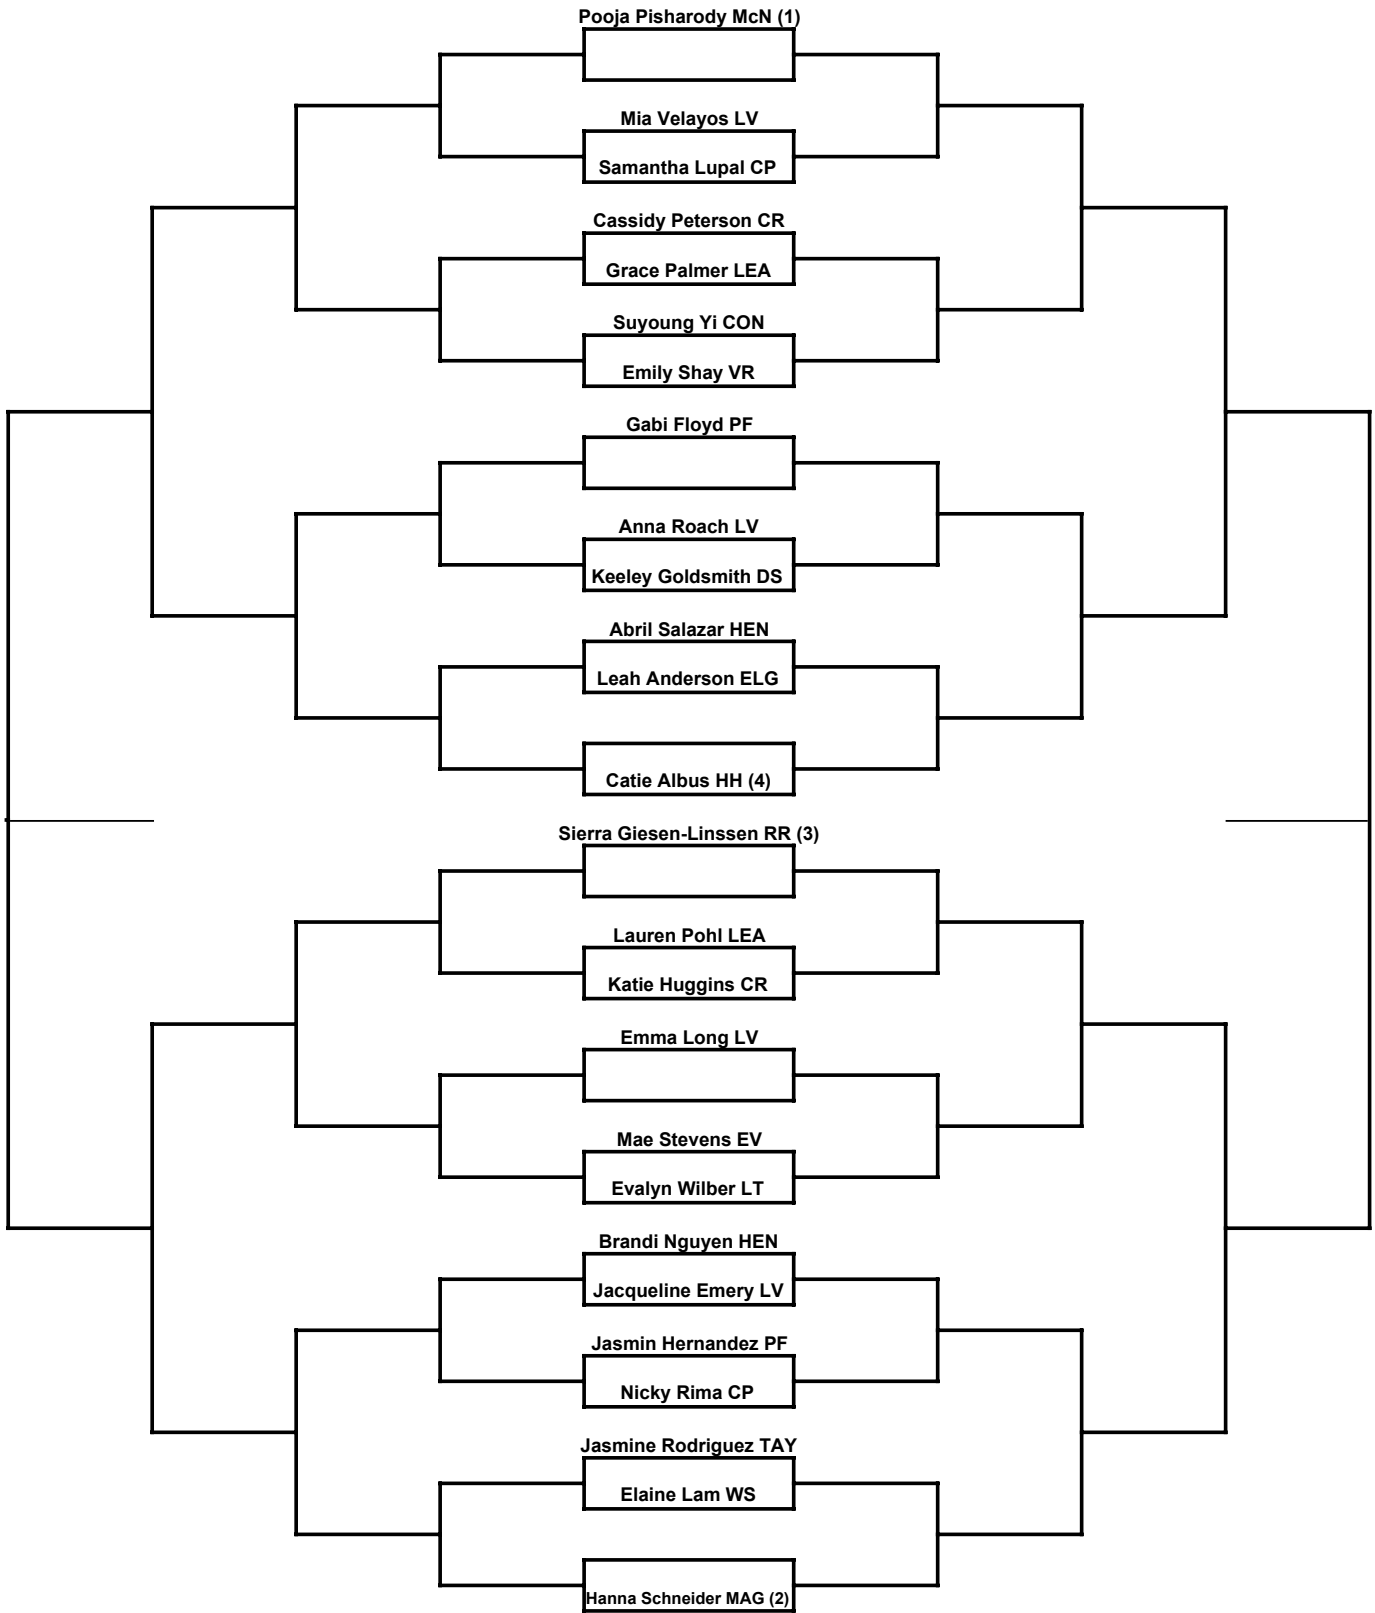 Pooja Pisharody McN (1)
Mia Velayos LV
Samantha Lupal CP
Cassidy Peterson CR
Grace Palmer LEA
Suyoung Yi CON
Emily Shay VR
Gabi Floyd PF
Anna Roach LV
Keeley Goldsmith DS
Abril Salazar HEN
Leah Anderson ELG
Catie Albus HH (4)
Sierra Giesen-Linssen RR (3)
Lauren Pohl LEA
Katie Huggins CR
Emma Long LV
Mae Stevens EV
Evalyn Wilber LT
Brandi Nguyen HEN
Jacqueline Emery LV
Jasmin Hernandez PF
Nicky Rima CP
Jasmine Rodriguez TAY
Elaine Lam WS
Hanna Schneider MAG (2)